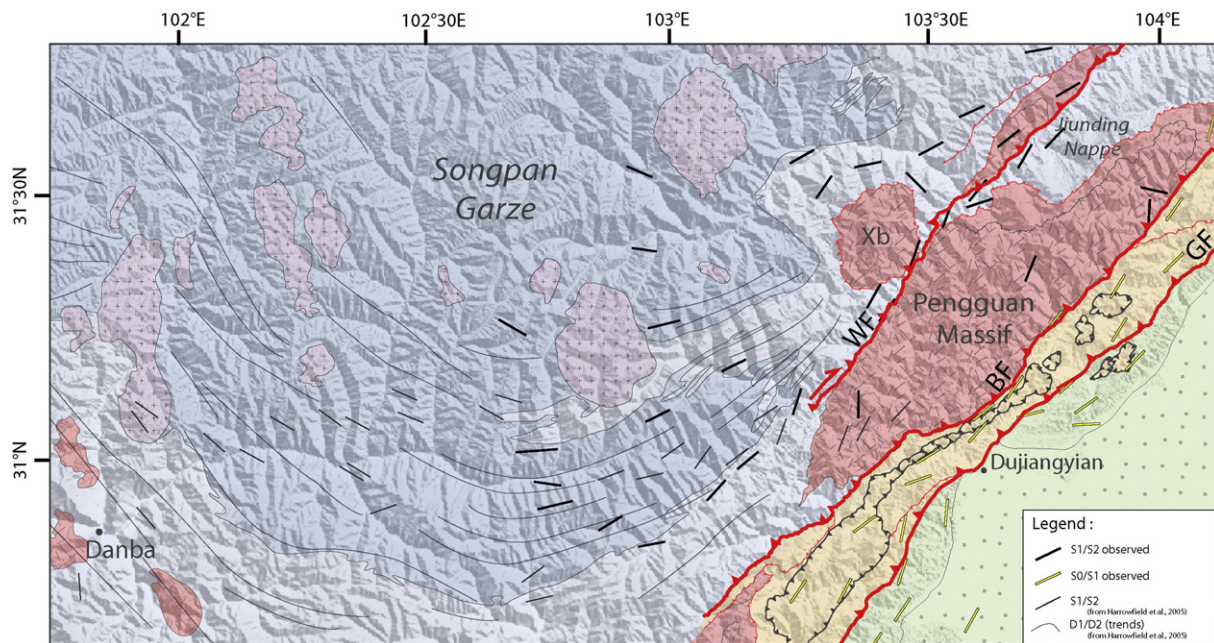 102°E
102°30E
103°E
103°30E
104°E
31°30N
31°N
Songpan
Garze
Jiunding
Nappe
Xb
Pengguan
Massif
WF
BF
GF
Dujiangyian
Danba
Legend :
S1/S2 observed
S0/S1 observed
S1/S2
(from Harrowfield et al., 2005)
D1/D2 (trends)
(from Harrowfield et al., 2005)